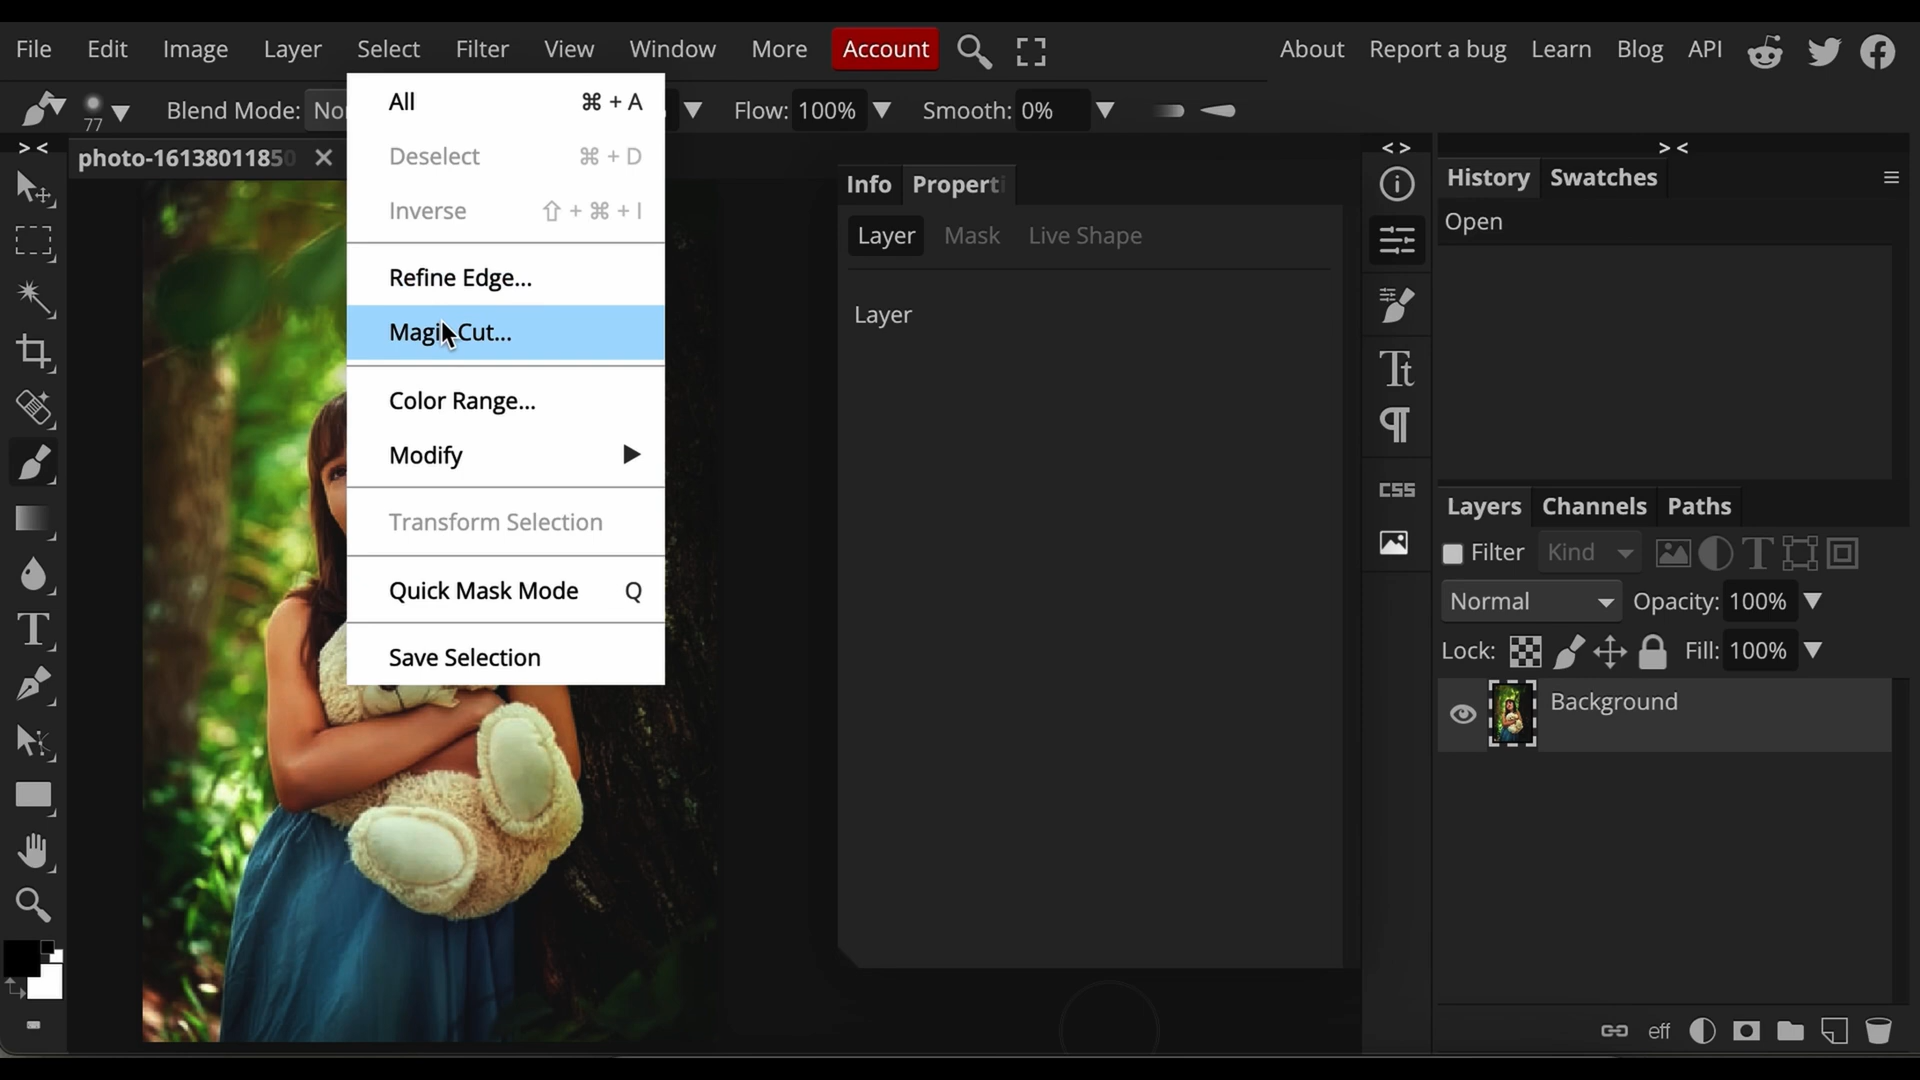 File Edit Image Layer Select Filter View Window More Account About Report a bug Learn Blog API
77 Blend Mode: Flow: 100% Smooth: 0%
> < photo-16138011850 < > > <
All ⌘ + A
Deselect ⌘ + D
Inverse ⇧ + ⌘ + I
Refine Edge...
Cut...
Color Range...
Modify
Transform Selection
Quick Mask Mode Q
Save Selection
Info
Layer Mask Live Shape
Layer
Tt
¶
CSS
History Swatches
Open
Layers Channels Paths
Filter Kind
Normal Opacity: 100%
Lock: Fill: 100%
Background
eff